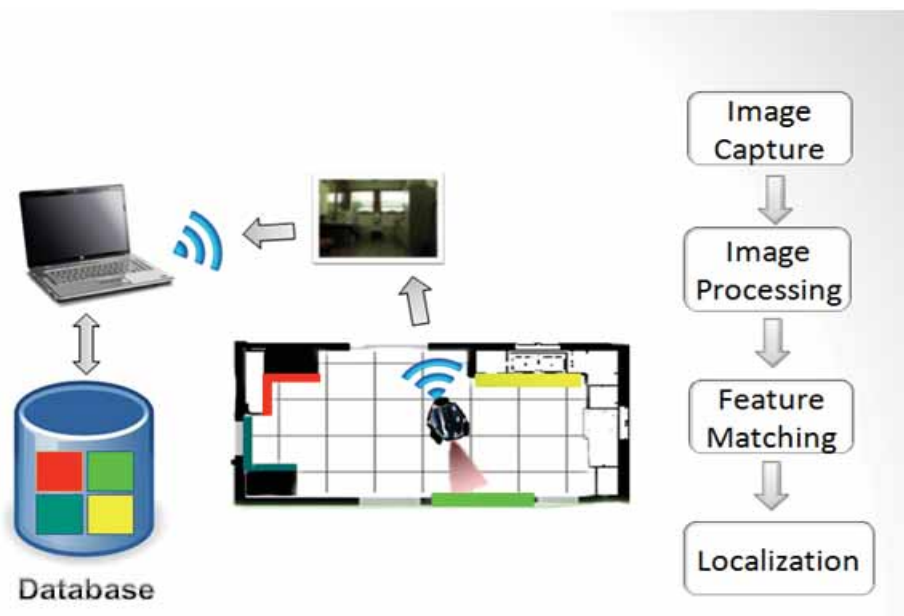 Image
Capture
Image
Processing
Feature
Matching
Localization
Database